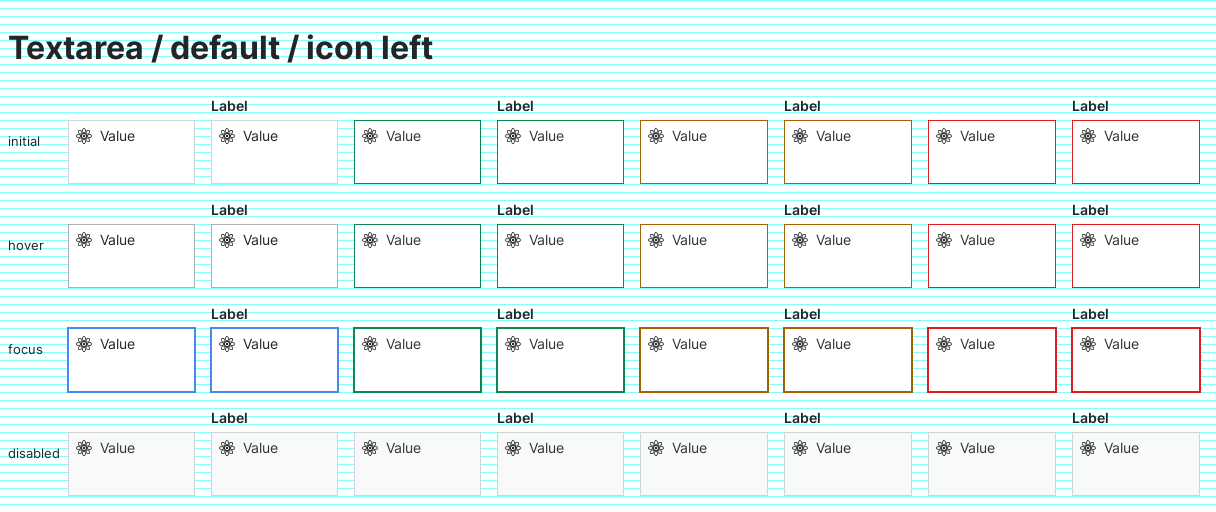 Textarea / default / icon left
Label Label Label Label
initial Value Value Value Value Value Value Value Value
Label Label Label Label
hover Value Value Value Value Value Value Value Value
Label Label Label Label
focus Value Value Value Value Value Value Value Value
Label Label Label Label
disabled Value Value Value Value Value Value Value Value